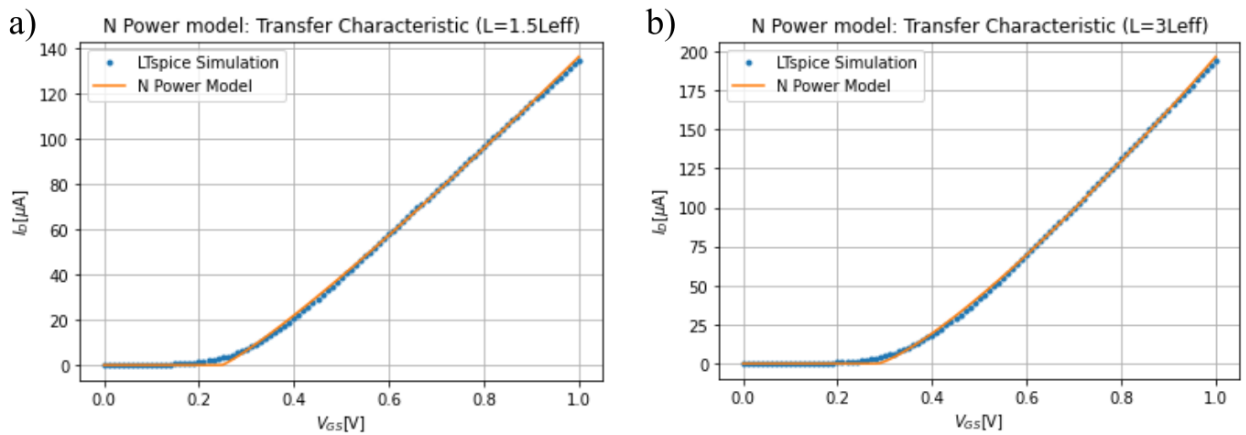 a)
N Power model: Transfer Characteristic (L=1.5Leff)
LTspice Simulation
N Power Model
I_D[μA]
140
120
100
80
60
40
20
0
0.0 0.2 0.4 0.6 0.8 1.0
V_GS[V]
b)
N Power model: Transfer Characteristic (L=3Leff)
LTspice Simulation
N Power Model
I_D[μA]
200
175
150
125
100
75
50
25
0
0.0 0.2 0.4 0.6 0.8 1.0
V_GS[V]